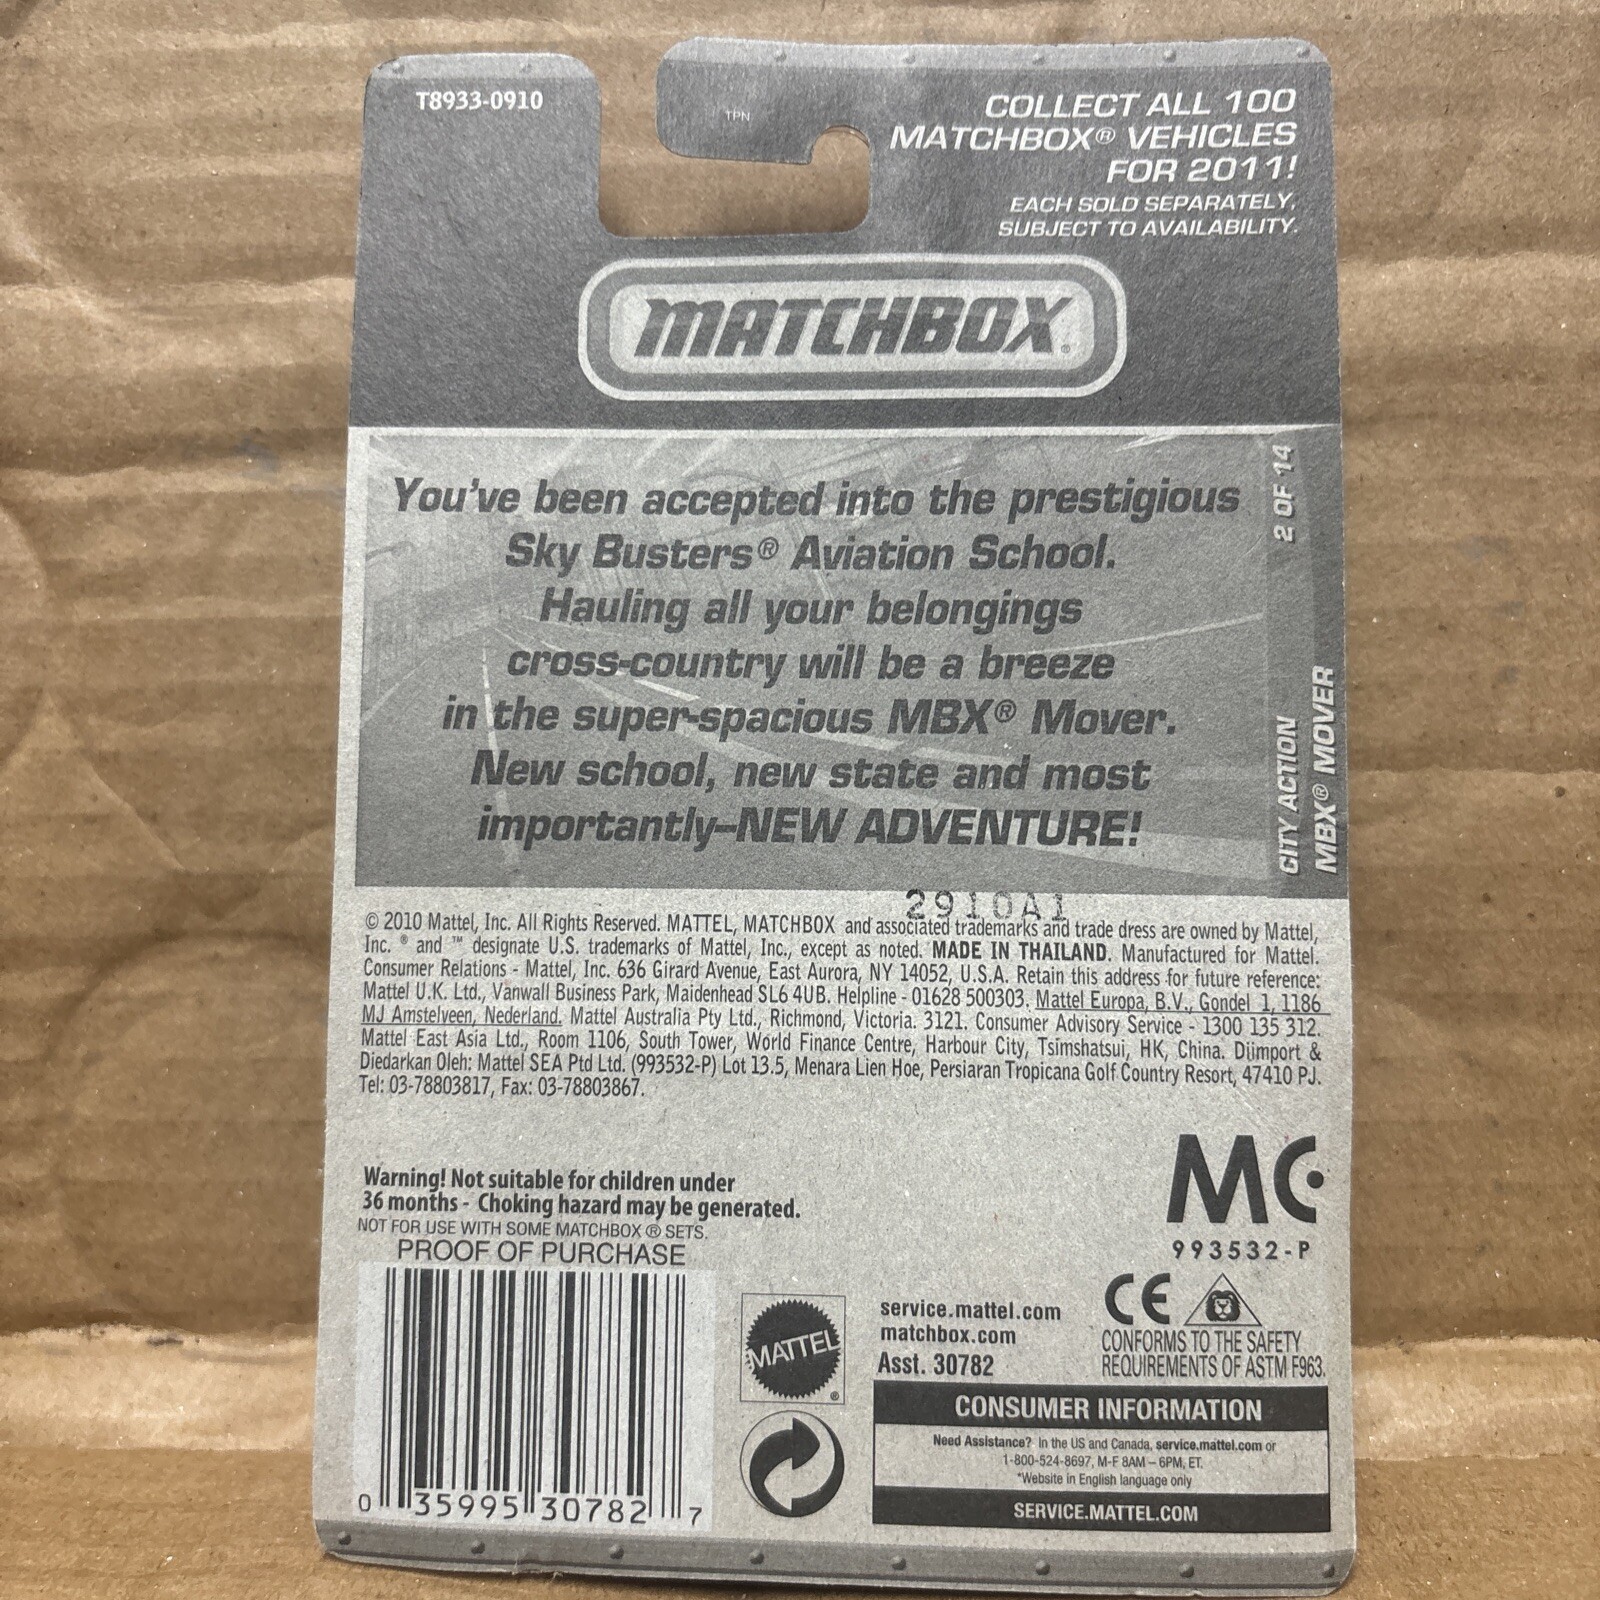 T8933-0910
TPN
COLLECT ALL 100
MATCHBOX® VEHICLES
FOR 2011!
EACH SOLD SEPARATELY,
SUBJECT TO AVAILABILITY.
MATCHBOX®
You've been accepted into the prestigious
Sky Busters® Aviation School.
Hauling all your belongings
cross-country will be a breeze
in the super-spacious MBX® Mover.
New school, new state and most
importantly–NEW ADVENTURE!
2 OF 14
CITY ACTION
MBX® MOVER
2910A1
© 2010 Mattel, Inc. All Rights Reserved. MATTEL, MATCHBOX and associated trademarks and trade dress are owned by Mattel,
Inc. ® and ™ designate U.S. trademarks of Mattel, Inc., except as noted. MADE IN THAILAND. Manufactured for Mattel.
Consumer Relations - Mattel, Inc. 636 Girard Avenue, East Aurora, NY 14052, U.S.A. Retain this address for future reference:
Mattel U.K. Ltd., Vanwall Business Park, Maidenhead SL6 4UB. Helpline - 01628 500303. Mattel Europa, B.V., Gondel 1, 1186
MJ Amstelveen, Nederland. Mattel Australia Pty Ltd., Richmond, Victoria. 3121. Consumer Advisory Service - 1300 135 312.
Mattel East Asia Ltd., Room 1106, South Tower, World Finance Centre, Harbour City, Tsimshatsui, HK, China. Diimport &
Diedarkan Oleh: Mattel SEA Ptd Ltd. (993532-P) Lot 13.5, Menara Lien Hoe, Persiaran Tropicana Golf Country Resort, 47410 PJ.
Tel: 03-78803817, Fax: 03-78803867.
Warning! Not suitable for children under
36 months - Choking hazard may be generated.
NOT FOR USE WITH SOME MATCHBOX ® SETS.
PROOF OF PURCHASE
0 35995 30782 7
MATTEL®
MC
993532-P
service.mattel.com
matchbox.com
Asst. 30782
CE
CONFORMS TO THE SAFETY
REQUIREMENTS OF ASTM F963.
CONSUMER INFORMATION
Need Assistance? In the US and Canada, service.mattel.com or
1-800-524-8697, M-F 8AM – 6PM, ET.
*Website in English language only
SERVICE.MATTEL.COM